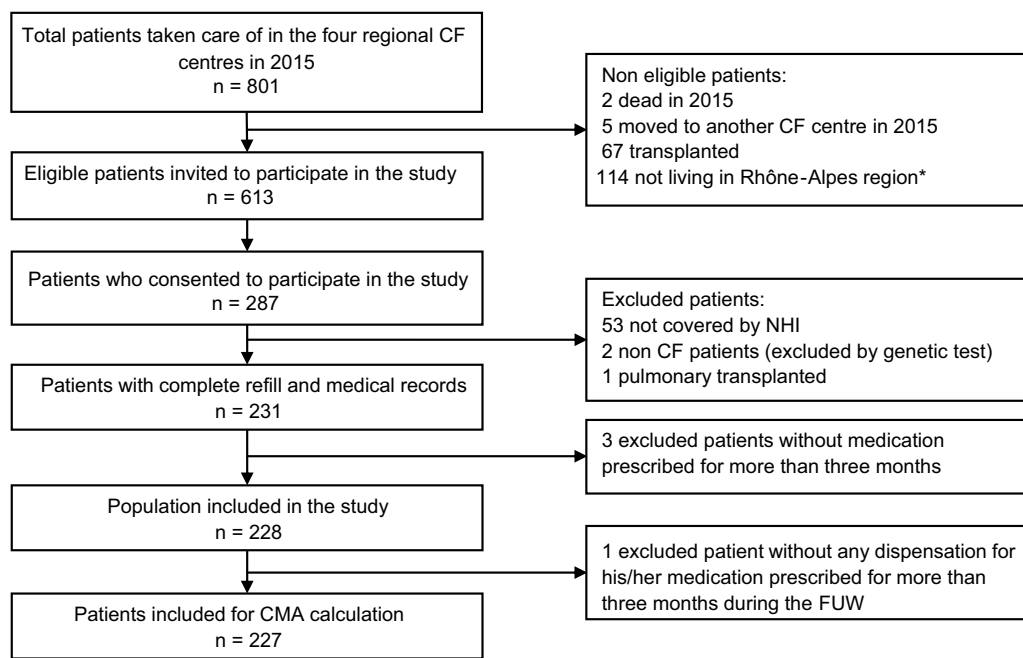 Total patients taken care of in the four regional CF
centres in 2015
n = 801
Non eligible patients:
2 dead in 2015
5 moved to another CF centre in 2015
67 transplanted
114 not living in Rhône-Alpes region*
Eligible patients invited to participate in the study
n = 613
Patients who consented to participate in the study
n = 287
Excluded patients:
53 not covered by NHI
2 non CF patients (excluded by genetic test)
1 pulmonary transplanted
Patients with complete refill and medical records
n = 231
3 excluded patients without medication
prescribed for more than three months
Population included in the study
n = 228
1 excluded patient without any dispensation for
his/her medication prescribed for more than
three months during the FUW
Patients included for CMA calculation
n = 227